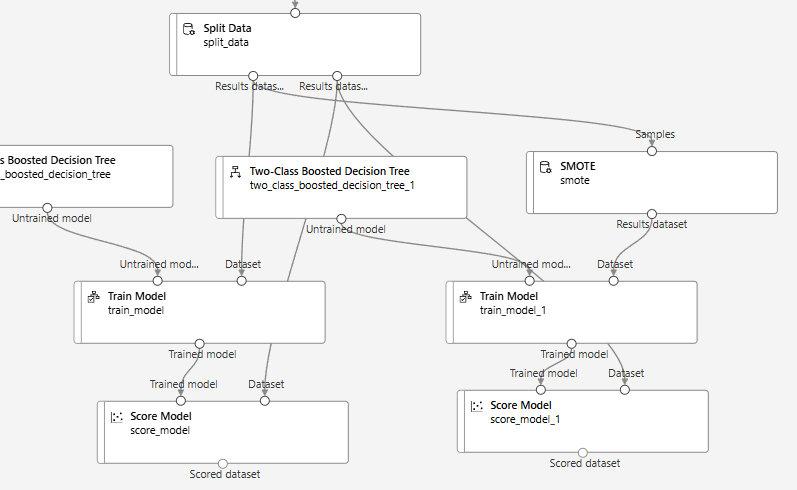 Split Data
split_data
Results datas...
Results datas...
Samples
s Boosted Decision Tree
_boosted_decision_tree
Two-Class Boosted Decision Tree
two_class_boosted_decision_tree_1
SMOTE
smote
Untrained model
Untrained model
Results dataset
Untrained mod...
Dataset
Untrained mod...
Dataset
Train Model
train_model
Train Model
train_model_1
Trained model
Trained model
Trained model
Dataset
Trained model
Dataset
Score Model
score_model
Score Model
score_model_1
Scored dataset
Scored dataset